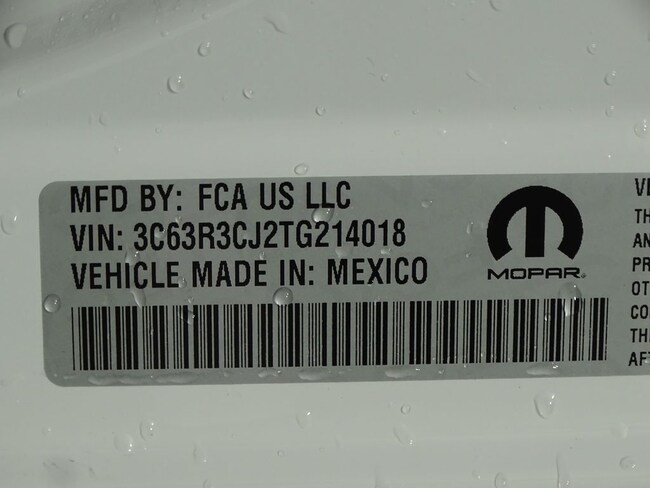 MFD BY: FCA US LLC
VIN: 3C63R3CJ2TG214018
VEHICLE MADE IN: MEXICO
MOPAR®